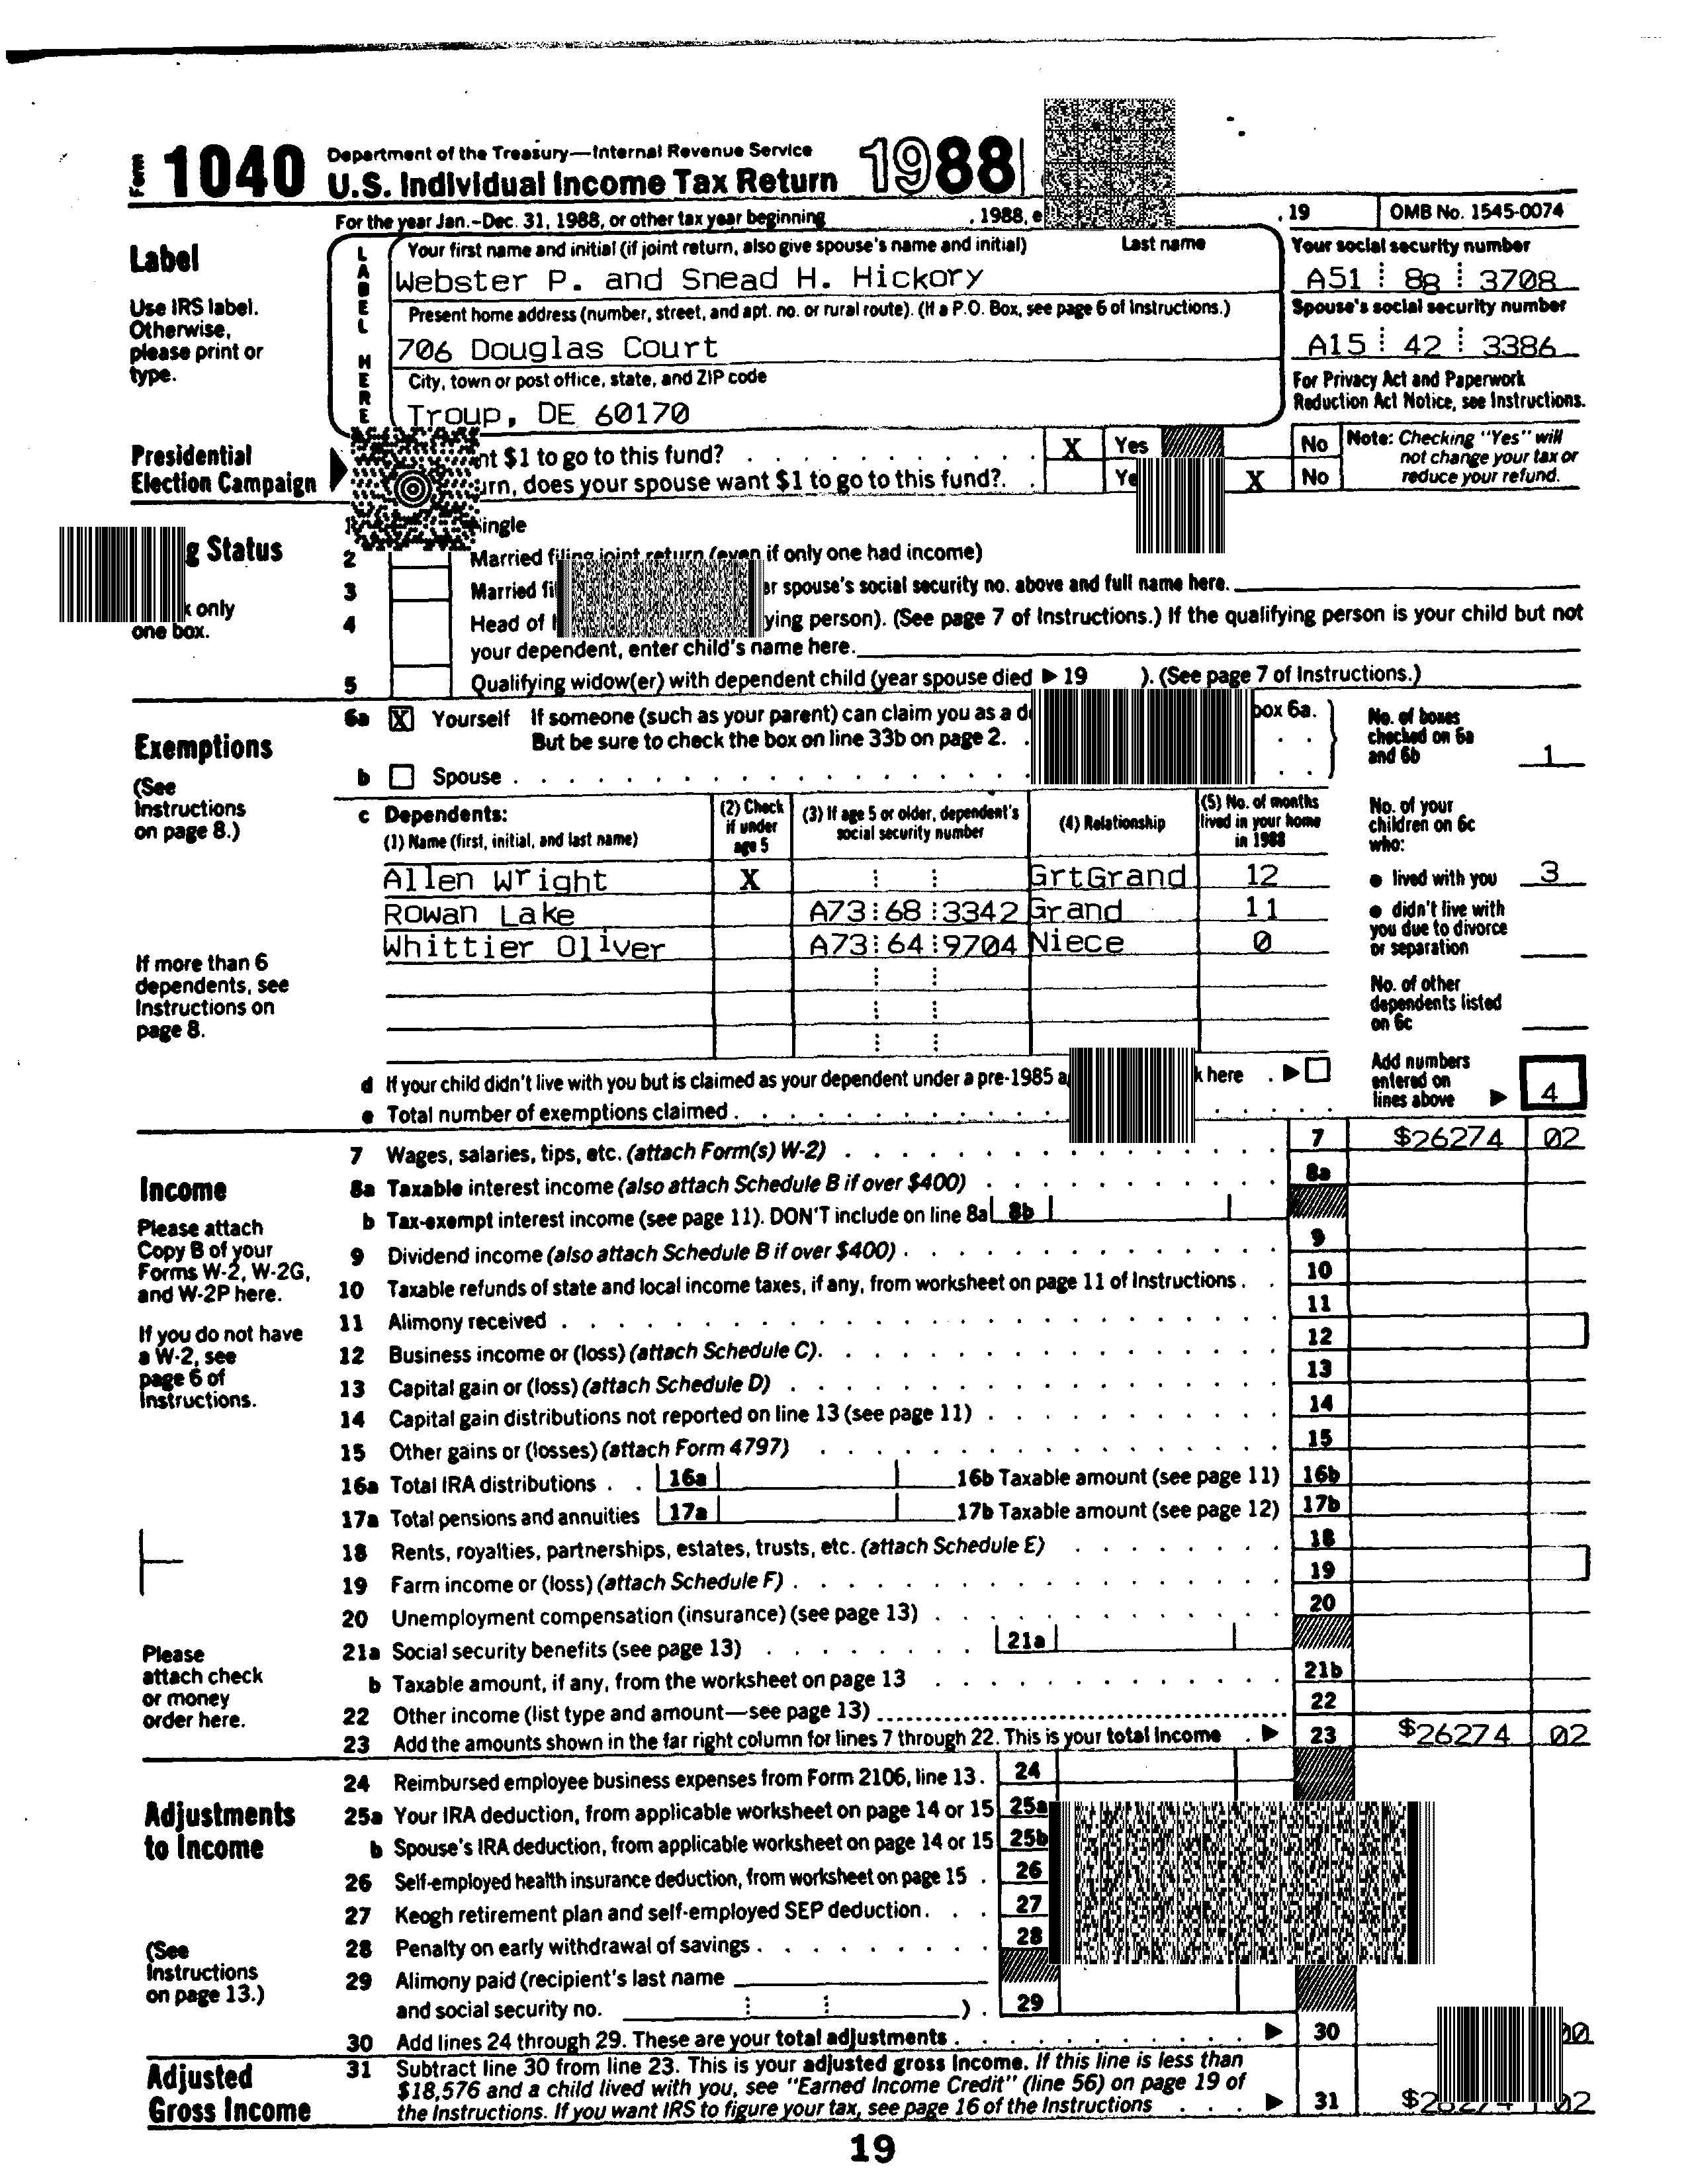 Form 1040 Department of the Treasury—Internal Revenue Service
U.S. Individual Income Tax Return 1988
For the year Jan.-Dec. 31, 1988, or other tax year beginning , 1988, , 19 OMB No. 1545-0074
Label
Use IRS label.
Otherwise,
please print or
type.
LABEL HERE
Your first name and initial (if joint return, also give spouse's name and initial) Last name
Webster P. and Snead H. Hickory
Your social security number
A51 88 3708
Present home address (number, street, and apt. no. or rural route). (If a P.O. Box, see page 6 of Instructions.)
706 Douglas Court
Spouse's social security number
A15 42 3386
City, town or post office, state, and ZIP code
Troup, DE 60170
For Privacy Act and Paperwork
Reduction Act Notice, see Instructions.
Presidential
Election Campaign
$1 to go to this fund? X Yes No
does your spouse want $1 to go to this fund? X No
Note: Checking "Yes" will
not change your tax or
reduce your refund.
Status
only
one box.
2 Married joint return (even if only one had income)
3 Married spouse's social security no. above and full name here.
4 Head of person). (See page 7 of Instructions.) If the qualifying person is your child but not
your dependent, enter child's name here.
5 Qualifying widow(er) with dependent child (year spouse died ▶ 19 ). (See page 7 of Instructions.)
Exemptions
(See
Instructions
on page 8.)
If more than 6
dependents, see
Instructions on
page 8.
6a X Yourself If someone (such as your parent) can claim you as a box 6a.
But be sure to check the box on line 33b on page 2.
b Spouse
No. of boxes
checked on 6a
and 6b 1
c Dependents:
(1) Name (first, initial, and last name)
(2) Check
if under
age 5
(3) If age 5 or older, dependent's
social security number
(4) Relationship
(5) No. of months
lived in your home
in 1988
Allen Wright X GrtGrand 12
Rowan Lake A73 68 3342 Grand 11
Whittier Oliver A73 64 9704 Niece 0
No. of your
children on 6c
who:
● lived with you 3
● didn't live with
you due to divorce
or separation
No. of other
dependents listed
on 6c
d If your child didn't live with you but is claimed as your dependent under a pre-1985 here ▶
e Total number of exemptions claimed
Add numbers
entered on
lines above ▶ 4
Income
Please attach
Copy B of your
Forms W-2, W-2G,
and W-2P here.
If you do not have
a W-2, see
page 6 of
Instructions.
Please
attach check
or money
order here.
7 Wages, salaries, tips, etc. (attach Form(s) W-2) 7 $26274 02
8a Taxable interest income (also attach Schedule B if over $400) 8a
b Tax-exempt interest income (see page 11). DON'T include on line 8a 8b
9 Dividend income (also attach Schedule B if over $400) 9
10 Taxable refunds of state and local income taxes, if any, from worksheet on page 11 of Instructions 10
11 Alimony received 11
12 Business income or (loss) (attach Schedule C) 12
13 Capital gain or (loss) (attach Schedule D) 13
14 Capital gain distributions not reported on line 13 (see page 11) 14
15 Other gains or (losses) (attach Form 4797) 15
16a Total IRA distributions 16a 16b Taxable amount (see page 11) 16b
17a Total pensions and annuities 17a 17b Taxable amount (see page 12) 17b
18 Rents, royalties, partnerships, estates, trusts, etc. (attach Schedule E) 18
19 Farm income or (loss) (attach Schedule F) 19
20 Unemployment compensation (insurance) (see page 13) 20
21a Social security benefits (see page 13) 21a
b Taxable amount, if any, from the worksheet on page 13 21b
22 Other income (list type and amount—see page 13) 22
23 Add the amounts shown in the far right column for lines 7 through 22. This is your total income ▶ 23 $26274 02
Adjustments
to Income
(See
Instructions
on page 13.)
24 Reimbursed employee business expenses from Form 2106, line 13. 24
25a Your IRA deduction, from applicable worksheet on page 14 or 15 25a
b Spouse's IRA deduction, from applicable worksheet on page 14 or 15 25b
26 Self-employed health insurance deduction, from worksheet on page 15 26
27 Keogh retirement plan and self-employed SEP deduction 27
28 Penalty on early withdrawal of savings 28
29 Alimony paid (recipient's last name
and social security no. ) 29
30 Add lines 24 through 29. These are your total adjustments ▶ 30
Adjusted
Gross Income
31 Subtract line 30 from line 23. This is your adjusted gross income. If this line is less than
$18,576 and a child lived with you, see "Earned Income Credit" (line 56) on page 19 of
the Instructions. If you want IRS to figure your tax, see page 16 of the Instructions ▶ 31 02
19